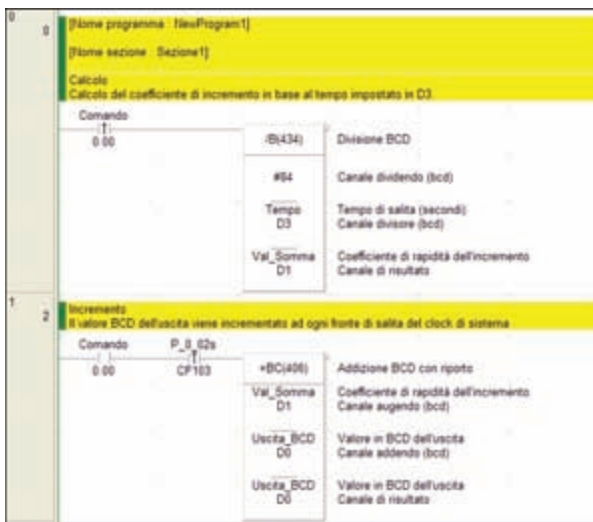 0
0
[Nome programma : NewProgram1]
[Nome sezione : Sezione1]
Calcolo
Calcolo del coefficiente di incremento in base al tempo impostato in D3.
Comando
0.00
/B(434)
Divisione BCD
#84
Canale dividendo (bcd)
Tempo
D3
Tempo di salita (secondi)
Canale divisore (bcd)
Val_Somma
D1
Coefficiente di rapidità dell'incremento
Canale di risultato
1
2
Incremento
Il valore BCD dell'uscita viene incrementato ad ogni fronte di salita del clock di sistema
Comando
P_0_02s
0.00
CF103
+BC(406)
Addizione BCD con riporto
Val_Somma
D1
Coefficiente di rapidità dell'incremento
Canale augendo (bcd)
Uscita_BCD
D0
Valore in BCD dell'uscita
Canale addendo (bcd)
Uscita_BCD
D0
Valore in BCD dell'uscita
Canale di risultato